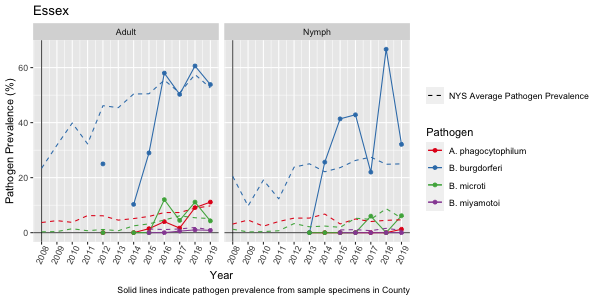 Essex
Adult
Nymph
Pathogen Prevalence (%)
60
40
20
0
2008
2009
2010
2011
2012
2013
2014
2015
2016
2017
2018
2019
2008
2009
2010
2011
2012
2013
2014
2015
2016
2017
2018
2019
Year
NYS Average Pathogen Prevalence
Pathogen
A. phagocytophilum
B. burgdorferi
B. microti
B. miyamotoi
Solid lines indicate pathogen prevalence from sample specimens in County